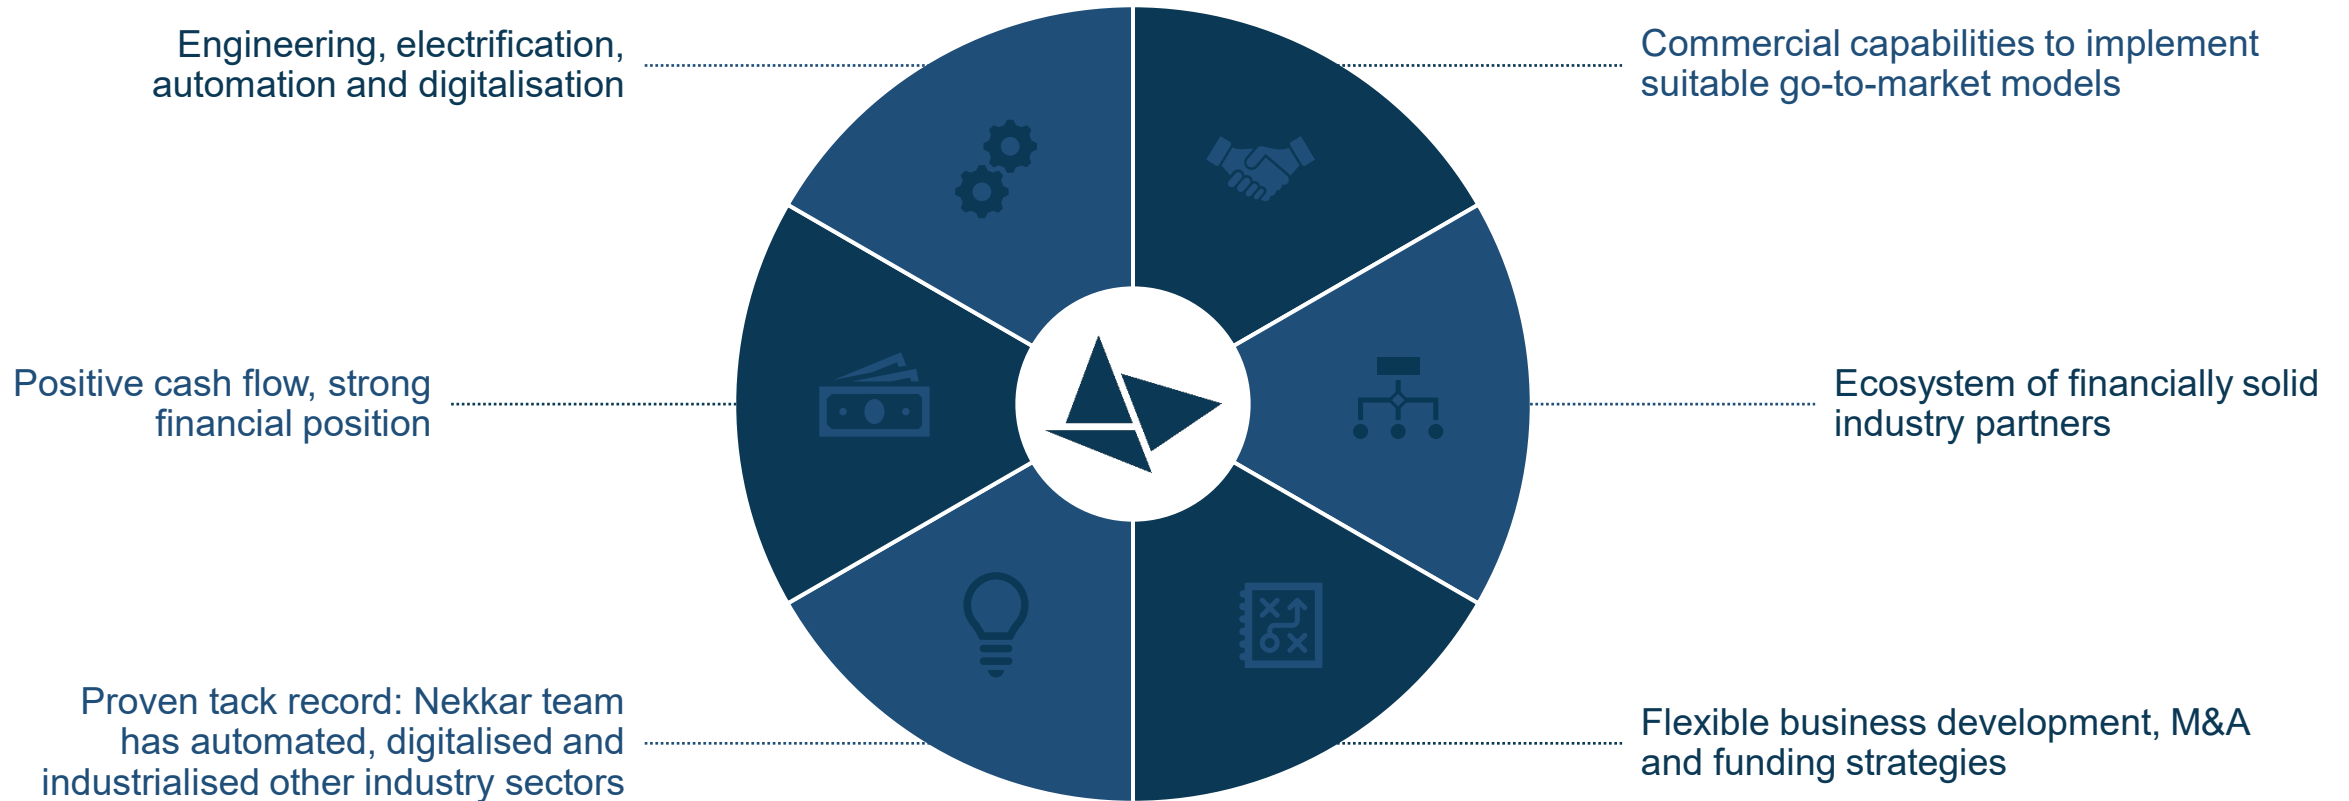 Engineering, electrification,
automation and digitalisation
Commercial capabilities to implement
suitable go-to-market models
Positive cash flow, strong
financial position
Ecosystem of financially solid
industry partners
Proven tack record: Nekkar team
has automated, digitalised and
industrialised other industry sectors
Flexible business development, M&A
and funding strategies